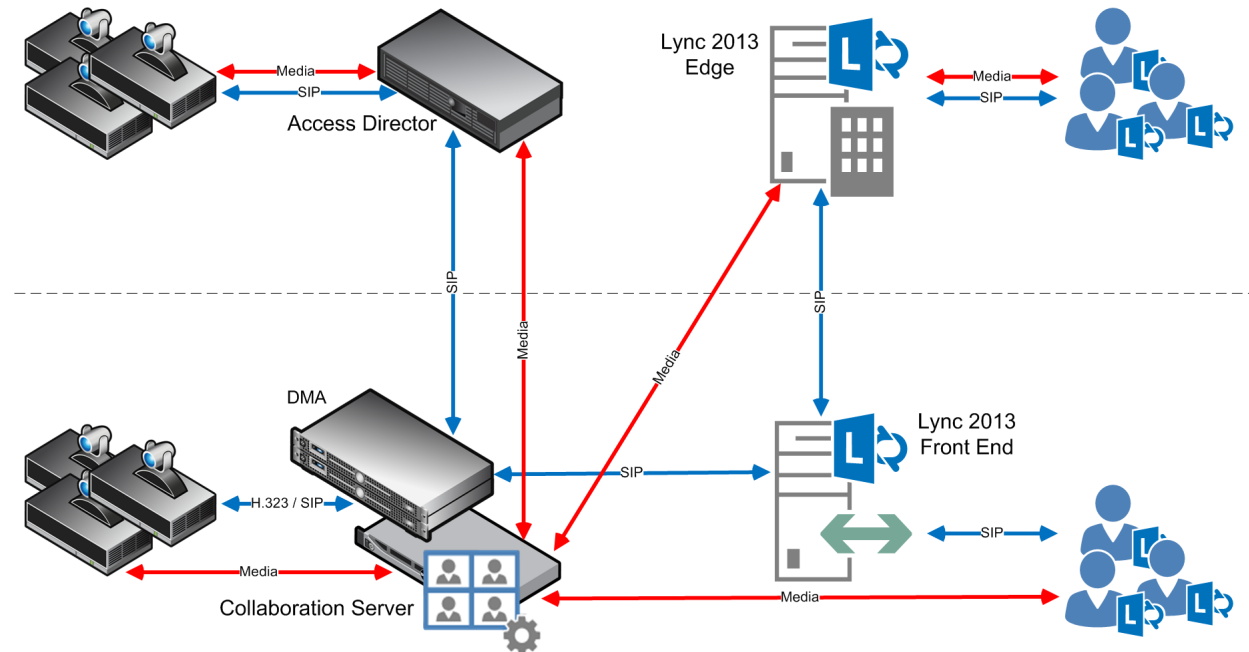 Media
SIP
Access Director
Lync 2013
Edge
L
Media
SIP
L
L
L
SIP
Media
Media
SIP
DMA
H.323 / SIP
Media
Collaboration Server
SIP
Lync 2013
Front End
L
SIP
Media
L
L
L